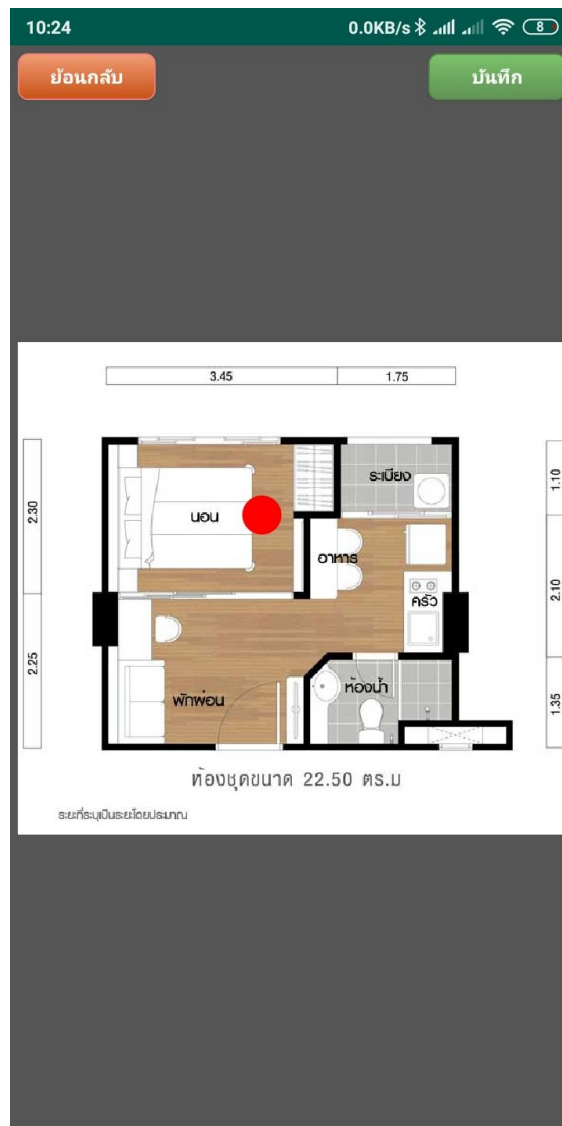 10:24 0.0KB/s 8
ย้อนกลับ บันทึก
3.45 1.75
ระเบียง
1.10
2.30
นอน
อาหาร
2.10
ครัว
2.25
ห้องน้ำ
พักผ่อน
1.35
ห้องชุดขนาด 22.50 ตร.ม
ระยะที่ระบุเป็นระยะโดยประมาณ